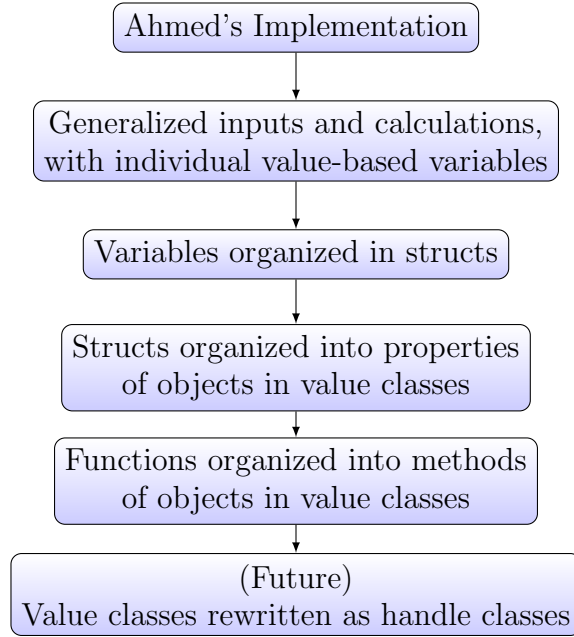 Ahmed's Implementation
Generalized inputs and calculations,
with individual value-based variables
Variables organized in structs
Structs organized into properties
of objects in value classes
Functions organized into methods
of objects in value classes
(Future)
Value classes rewritten as handle classes